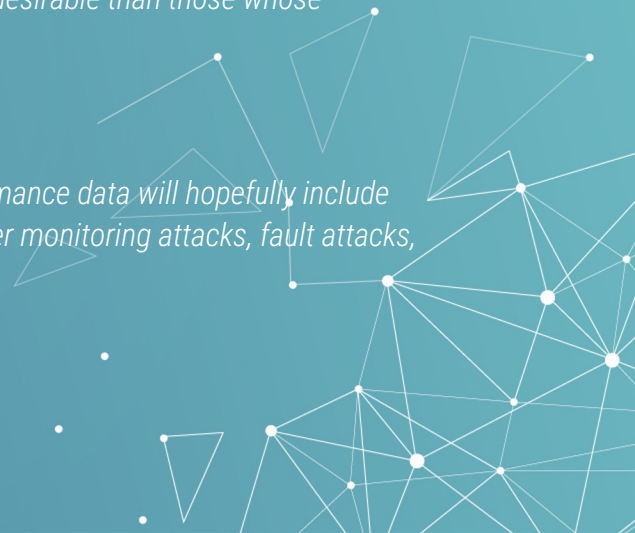 desirable than those whose
mance data will hopefully include
er monitoring attacks, fault attacks,